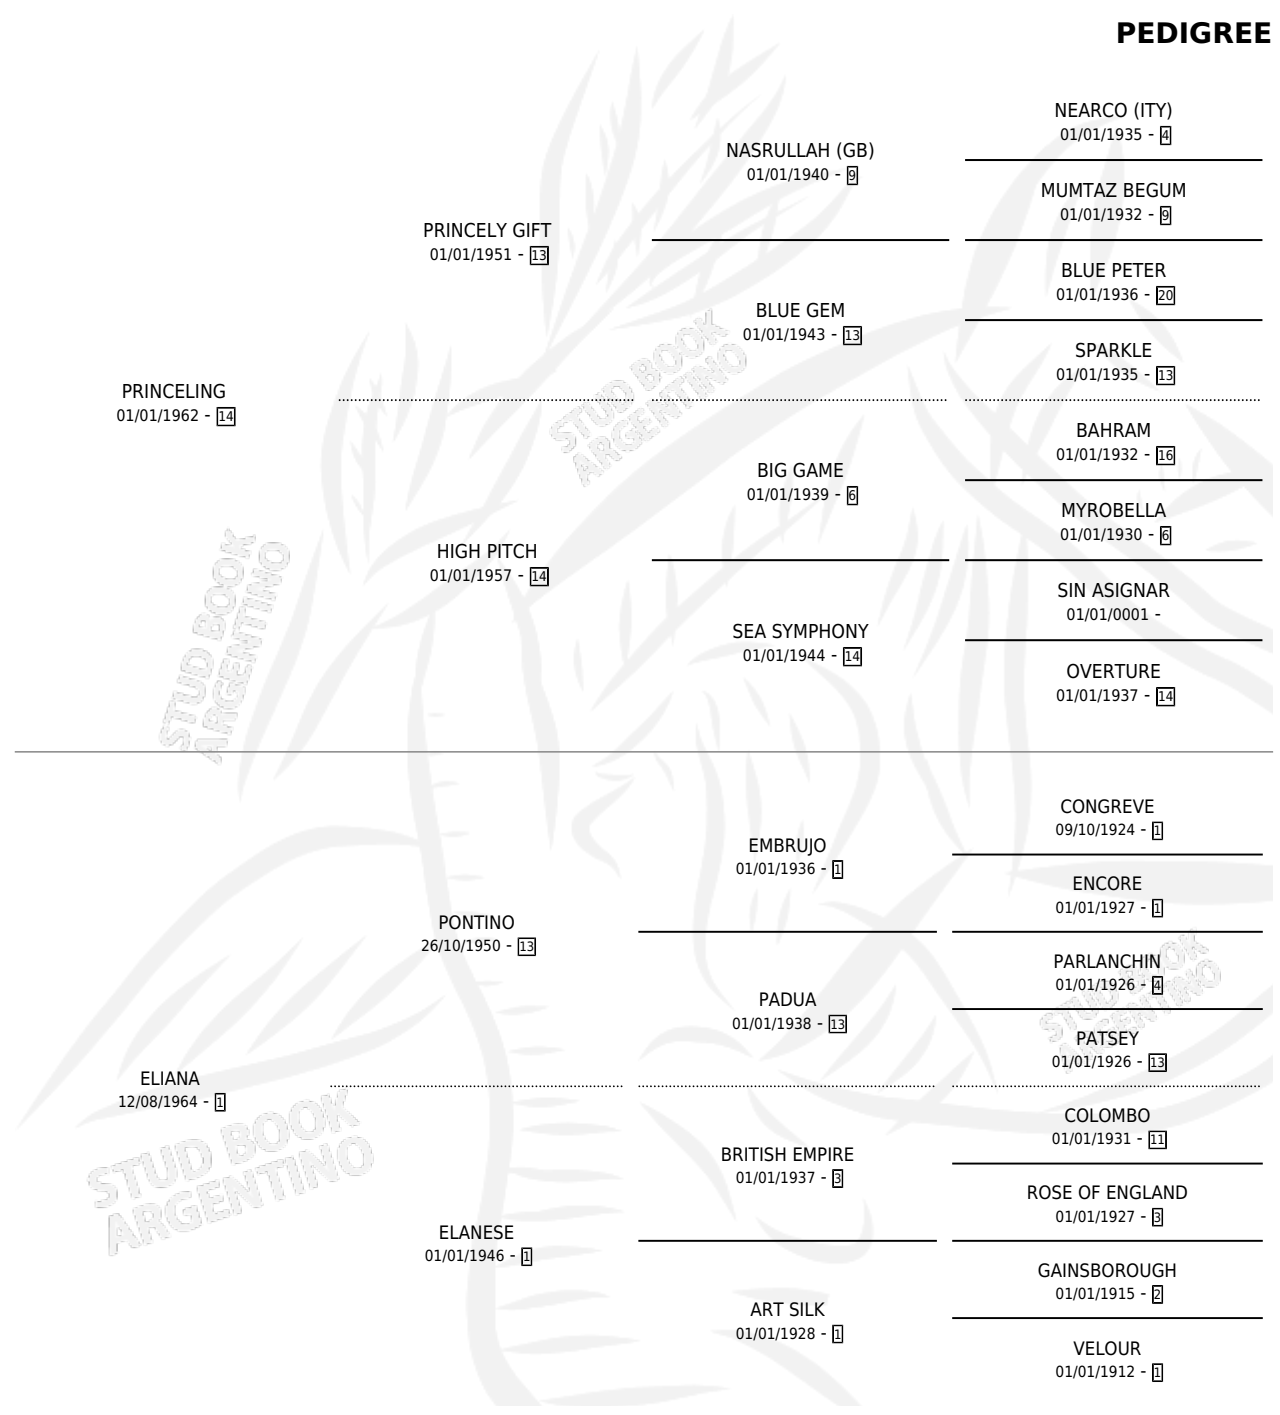 PEDIGREE
NEARCO (ITY)
01/01/1935 - 4
NASRULLAH (GB)
01/01/1940 - 9
MUMTAZ BEGUM
01/01/1932 - 9
PRINCELY GIFT
01/01/1951 - 13
BLUE PETER
01/01/1936 - 20
BLUE GEM
01/01/1943 - 13
SPARKLE
01/01/1935 - 13
PRINCELING
01/01/1962 - 14
BAHRAM
01/01/1932 - 16
BIG GAME
01/01/1939 - 6
MYROBELLA
01/01/1930 - 6
HIGH PITCH
01/01/1957 - 14
SIN ASIGNAR
01/01/0001 -
SEA SYMPHONY
01/01/1944 - 14
OVERTURE
01/01/1937 - 14
CONGREVE
09/10/1924 - 1
EMBRUJO
01/01/1936 - 1
ENCORE
01/01/1927 - 1
PONTINO
26/10/1950 - 13
PARLANCHIN
01/01/1926 - 4
PADUA
01/01/1938 - 13
PATSEY
01/01/1926 - 13
ELIANA
12/08/1964 - 1
COLOMBO
01/01/1931 - 11
BRITISH EMPIRE
01/01/1937 - 3
ROSE OF ENGLAND
01/01/1927 - 3
ELANESE
01/01/1946 - 1
GAINSBOROUGH
01/01/1915 - 2
ART SILK
01/01/1928 - 1
VELOUR
01/01/1912 - 1
STUD BOOK
ARGENTINO
STUD BOOK
ARGENTINO
STUD BOOK
ARGENTINO
STUD BOOK
ARGENTINO